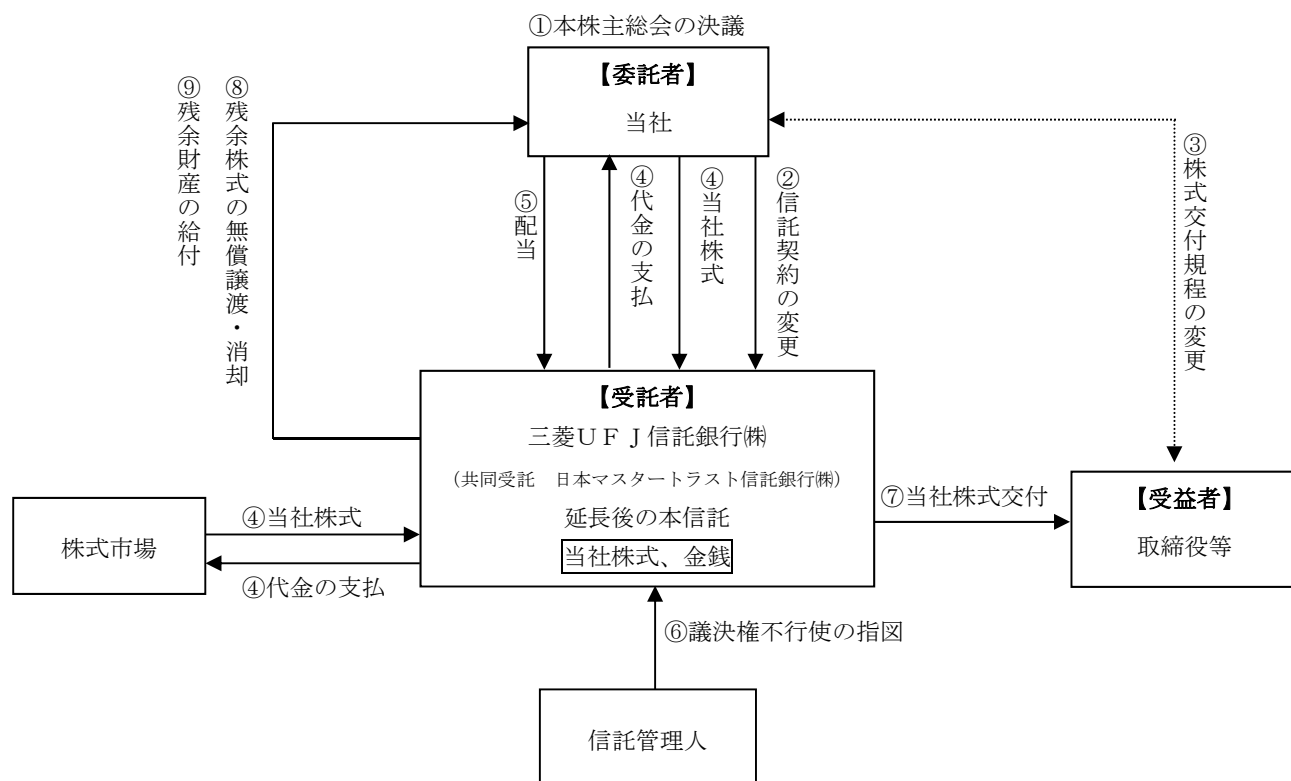 ①本株主総会の決議
【委託者】
当社
⑨残余財産の給付
⑧残余株式の無償譲渡・消却
⑤配当
④代金の支払
④当社株式
②信託契約の変更
③株式交付規程の変更
【受託者】
三菱UFJ信託銀行㈱
(共同受託 日本マスタートラスト信託銀行㈱)
延長後の本信託
当社株式、金銭
株式市場
④当社株式
④代金の支払
⑦当社株式交付
【受益者】
取締役等
⑥議決権不行使の指図
信託管理人